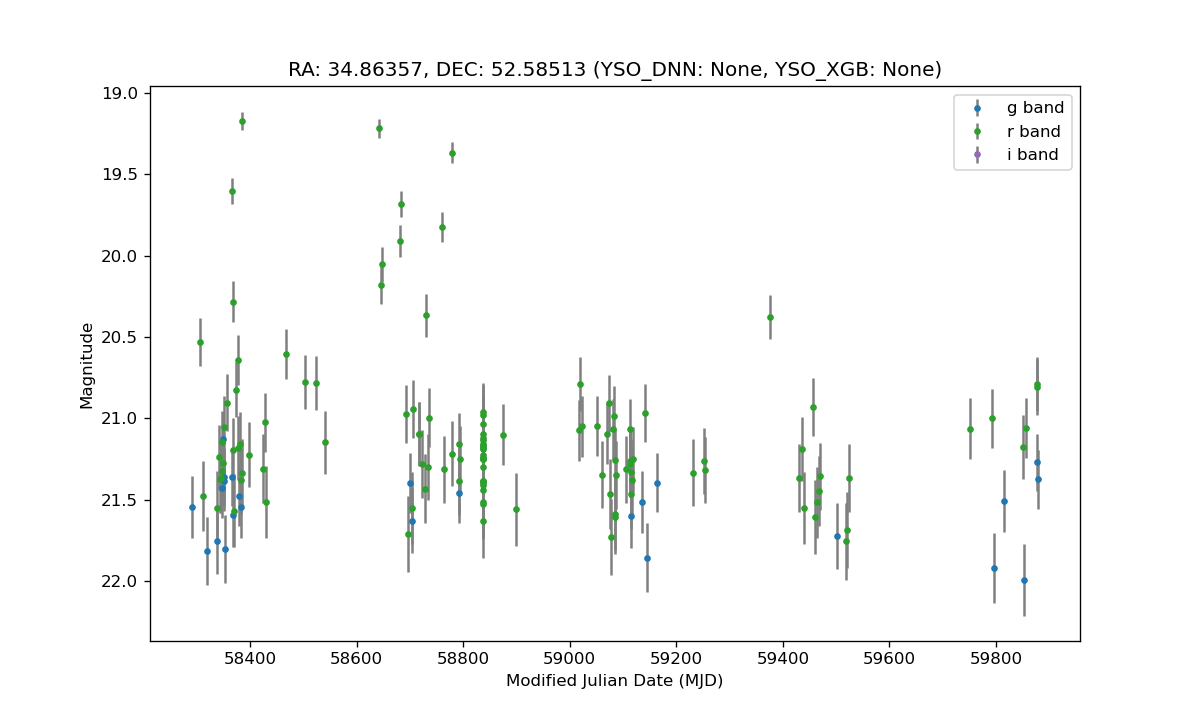 RA: 34.86357, DEC: 52.58513 (YSO_DNN: None, YSO_XGB: None)
g band
r band
i band
19.0
19.5
20.0
20.5
21.0
21.5
22.0
Magnitude
58400 58600 58800 59000 59200 59400 59600 59800
Modified Julian Date (MJD)